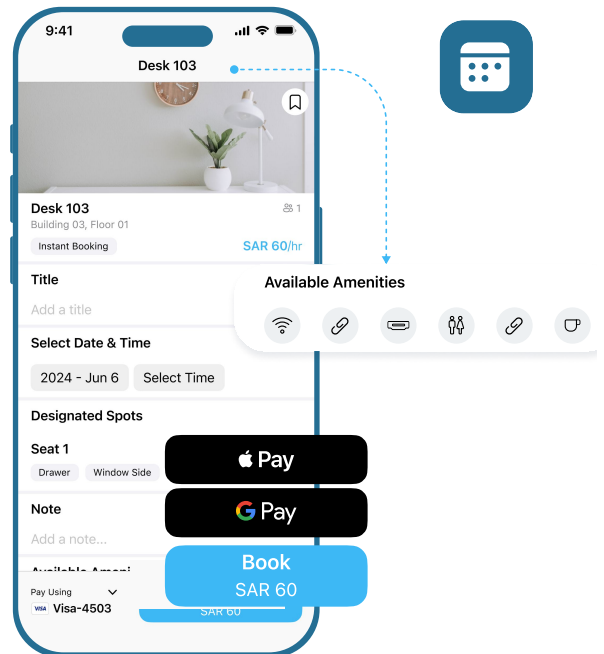 9:41
Desk 103
Desk 103
1
Building 03, Floor 01
Instant Booking
SAR 60/hr
Title
Add a title
Available Amenities
Select Date & Time
2024 - Jun 6
Select Time
Designated Spots
Seat 1
Drawer
Window Side
Pay
G Pay
Note
Add a note...
Book
SAR 60
Available Ameni
Pay Using
VISA
Visa-4503
SAR 60